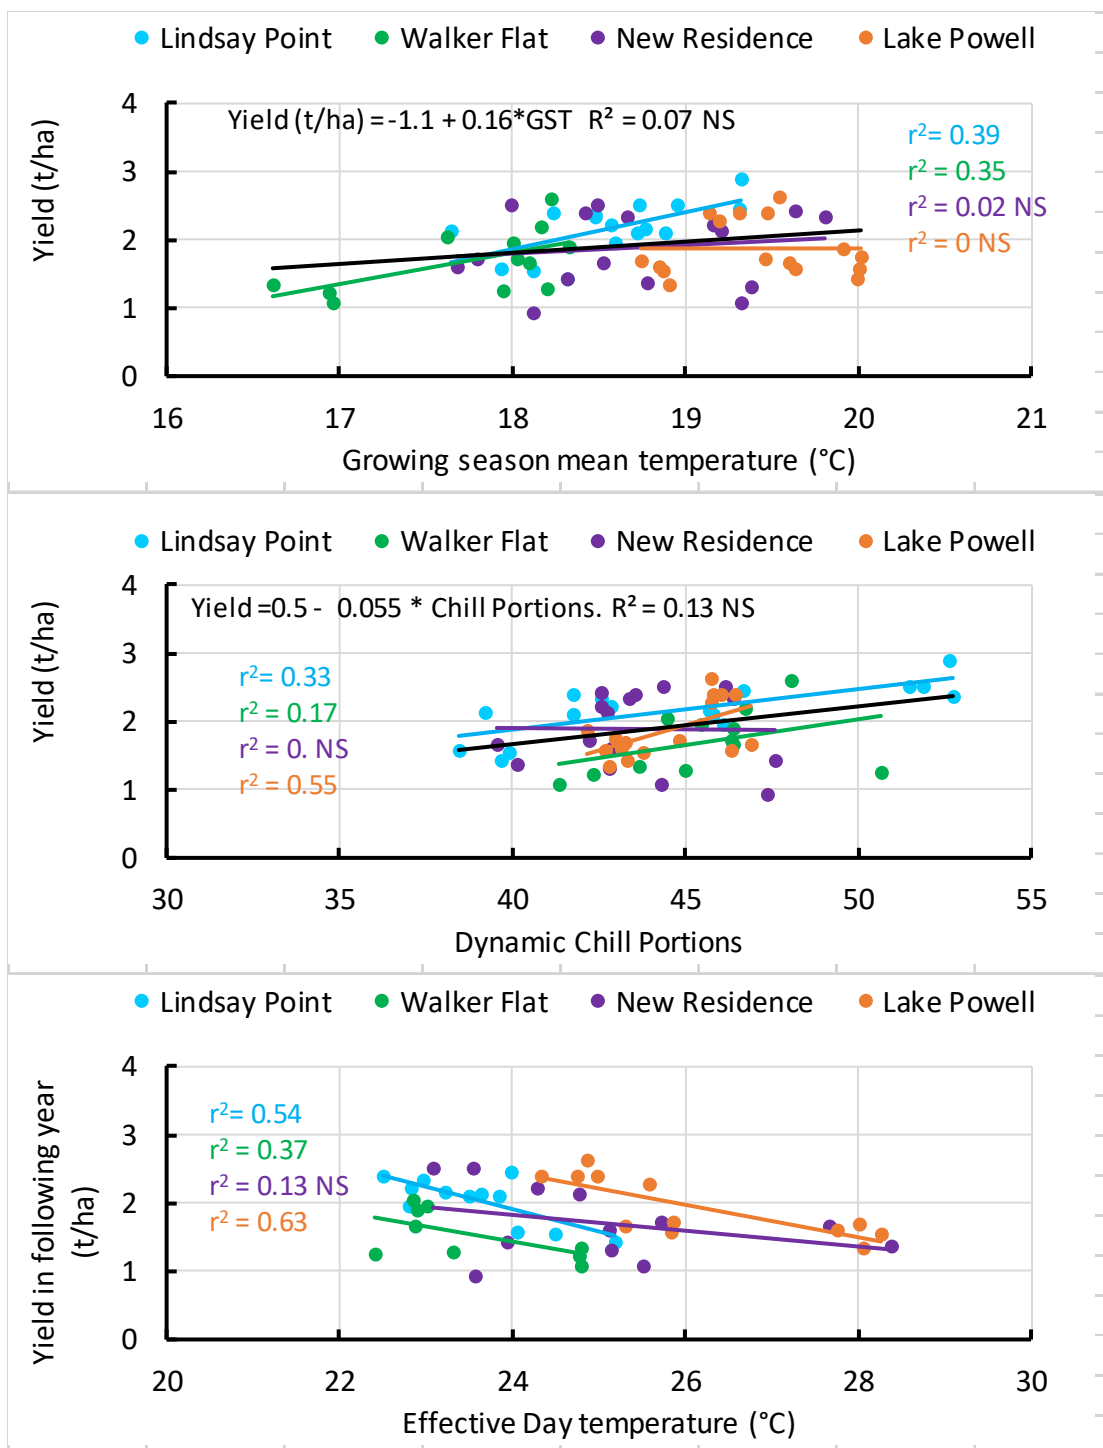 Lindsay Point Walker Flat New Residence Lake Powell
Yield (t/ha) = -1.1 + 0.16*GST R² = 0.07 NS
r²= 0.39
r² = 0.35
r² = 0.02 NS
r² = 0 NS
Yield (t/ha)
4
3
2
1
0
16 17 18 19 20 21
Growing season mean temperature (°C)
Lindsay Point Walker Flat New Residence Lake Powell
Yield =0.5 - 0.055 * Chill Portions. R² = 0.13 NS
r²= 0.33
r² = 0.17
r² = 0. NS
r² = 0.55
Yield (t/ha)
4
3
2
1
0
30 35 40 45 50 55
Dynamic Chill Portions
Lindsay Point Walker Flat New Residence Lake Powell
r²= 0.54
r² = 0.37
r² = 0.13 NS
r² = 0.63
Yield in following year
(t/ha)
4
3
2
1
0
20 22 24 26 28 30
Effective Day temperature (°C)